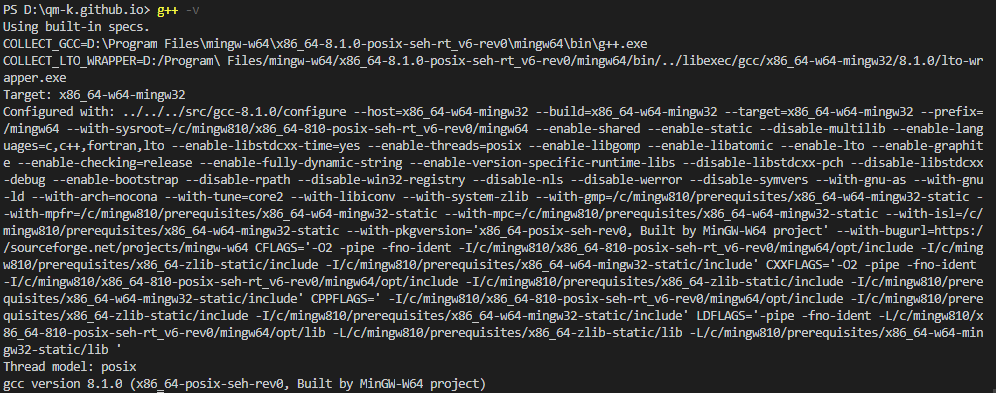 PS D:\qm-k.github.io> g++ -v
Using built-in specs.
COLLECT_GCC=D:\Program Files\mingw-w64\x86_64-8.1.0-posix-seh-rt_v6-rev0\mingw64\bin\g++.exe
COLLECT_LTO_WRAPPER=D:/Program\ Files/mingw-w64/x86_64-8.1.0-posix-seh-rt_v6-rev0/mingw64/bin/../libexec/gcc/x86_64-w64-mingw32/8.1.0/lto-wr
apper.exe
Target: x86_64-w64-mingw32
Configured with: ../../../src/gcc-8.1.0/configure --host=x86_64-w64-mingw32 --build=x86_64-w64-mingw32 --target=x86_64-w64-mingw32 --prefix=
/mingw64 --with-sysroot=/c/mingw810/x86_64-810-posix-seh-rt_v6-rev0/mingw64 --enable-shared --enable-static --disable-multilib --enable-lang
uages=c,c++,fortran,lto --enable-libstdcxx-time=yes --enable-threads=posix --enable-libgomp --enable-libatomic --enable-lto --enable-graphit
e --enable-checking=release --enable-fully-dynamic-string --enable-version-specific-runtime-libs --disable-libstdcxx-pch --disable-libstdcxx
-debug --enable-bootstrap --disable-rpath --disable-win32-registry --disable-nls --disable-werror --disable-symvers --with-gnu-as --with-gnu
-ld --with-arch=nocona --with-tune=core2 --with-libiconv --with-system-zlib --with-gmp=/c/mingw810/prerequisites/x86_64-w64-mingw32-static -
-with-mpfr=/c/mingw810/prerequisites/x86_64-w64-mingw32-static --with-mpc=/c/mingw810/prerequisites/x86_64-w64-mingw32-static --with-isl=/c/
mingw810/prerequisites/x86_64-w64-mingw32-static --with-pkgversion='x86_64-posix-seh-rev0, Built by MinGW-W64 project' --with-bugurl=https:/
/sourceforge.net/projects/mingw-w64 CFLAGS='-O2 -pipe -fno-ident -I/c/mingw810/x86_64-810-posix-seh-rt_v6-rev0/mingw64/opt/include -I/c/ming
w810/prerequisites/x86_64-zlib-static/include -I/c/mingw810/prerequisites/x86_64-w64-mingw32-static/include' CXXFLAGS='-O2 -pipe -fno-ident
-I/c/mingw810/x86_64-810-posix-seh-rt_v6-rev0/mingw64/opt/include -I/c/mingw810/prerequisites/x86_64-zlib-static/include -I/c/mingw810/prere
quisites/x86_64-w64-mingw32-static/include' CPPFLAGS=' -I/c/mingw810/x86_64-810-posix-seh-rt_v6-rev0/mingw64/opt/include -I/c/mingw810/prere
quisites/x86_64-zlib-static/include -I/c/mingw810/prerequisites/x86_64-w64-mingw32-static/include' LDFLAGS='-pipe -fno-ident -L/c/mingw810/x
86_64-810-posix-seh-rt_v6-rev0/mingw64/opt/lib -L/c/mingw810/prerequisites/x86_64-zlib-static/lib -L/c/mingw810/prerequisites/x86_64-w64-min
gw32-static/lib '
Thread model: posix
gcc version 8.1.0 (x86_64-posix-seh-rev0, Built by MinGW-W64 project)